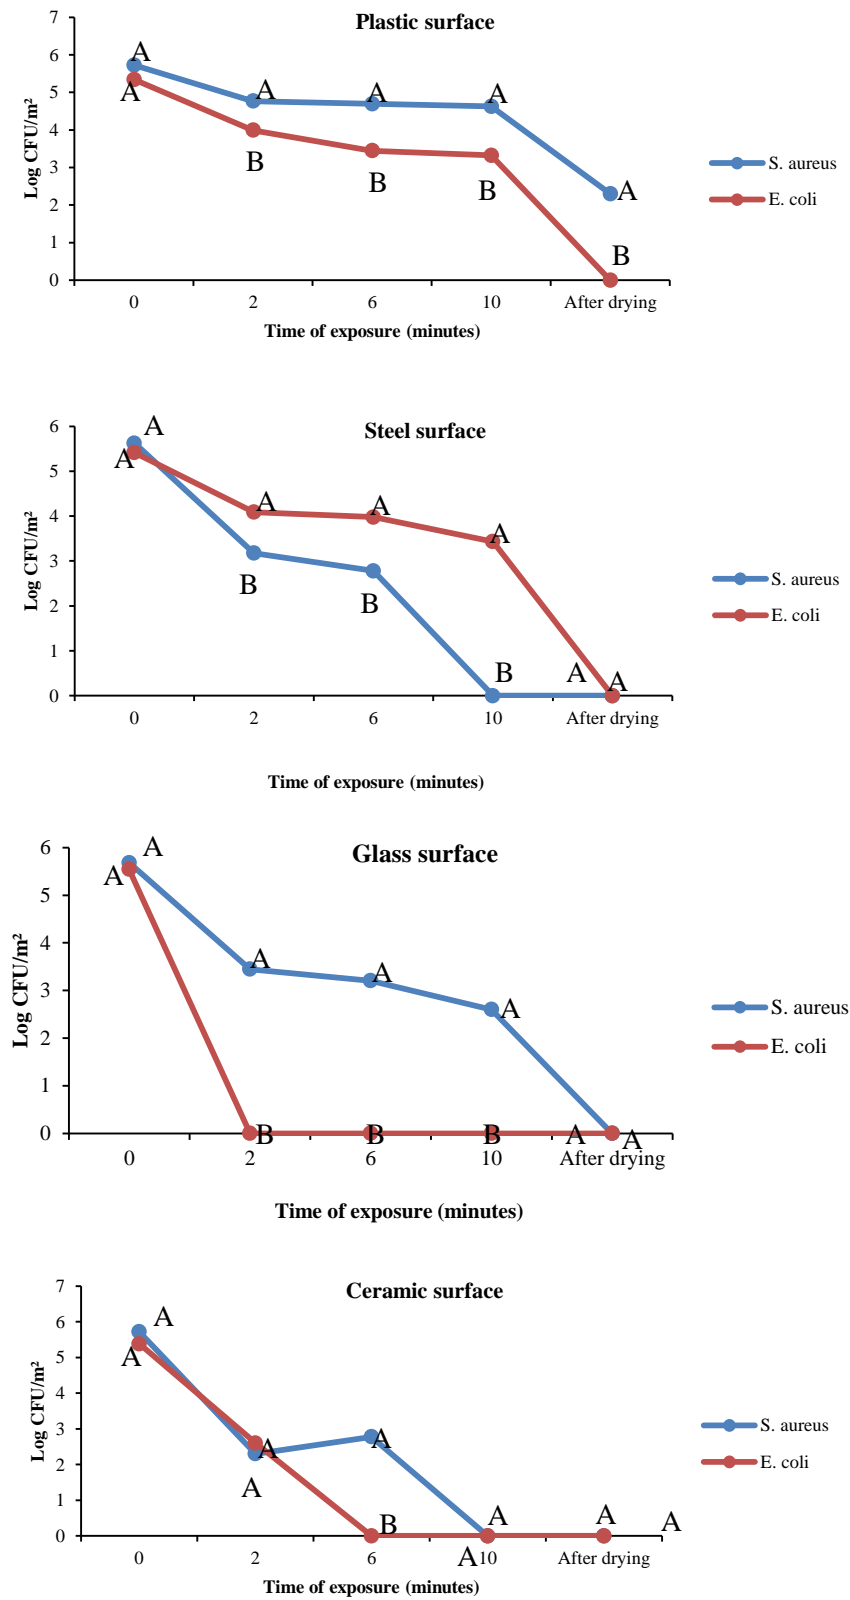 Plastic surface
7
6
5
4
3
2
1
0
Log CFU/m²
A
A
A
B
A
B
A
B
A
B
0 2 6 10 After drying
Time of exposure (minutes)
S. aureus
E. coli
Steel surface
6
5
4
3
2
1
0
Log CFU/m²
A
A
A
B
A
B
A
B
A
A
0 2 6 10 After drying
Time of exposure (minutes)
S. aureus
E. coli
Glass surface
6
5
4
3
2
1
0
Log CFU/m²
A
A
A
B
A
B
A
B
A
A
0 2 6 10 After drying
Time of exposure (minutes)
S. aureus
E. coli
Ceramic surface
7
6
5
4
3
2
1
0
Log CFU/m²
A
A
A
A
A
B
A
A
A
A
0 2 6 10 After drying
Time of exposure (minutes)
S. aureus
E. coli